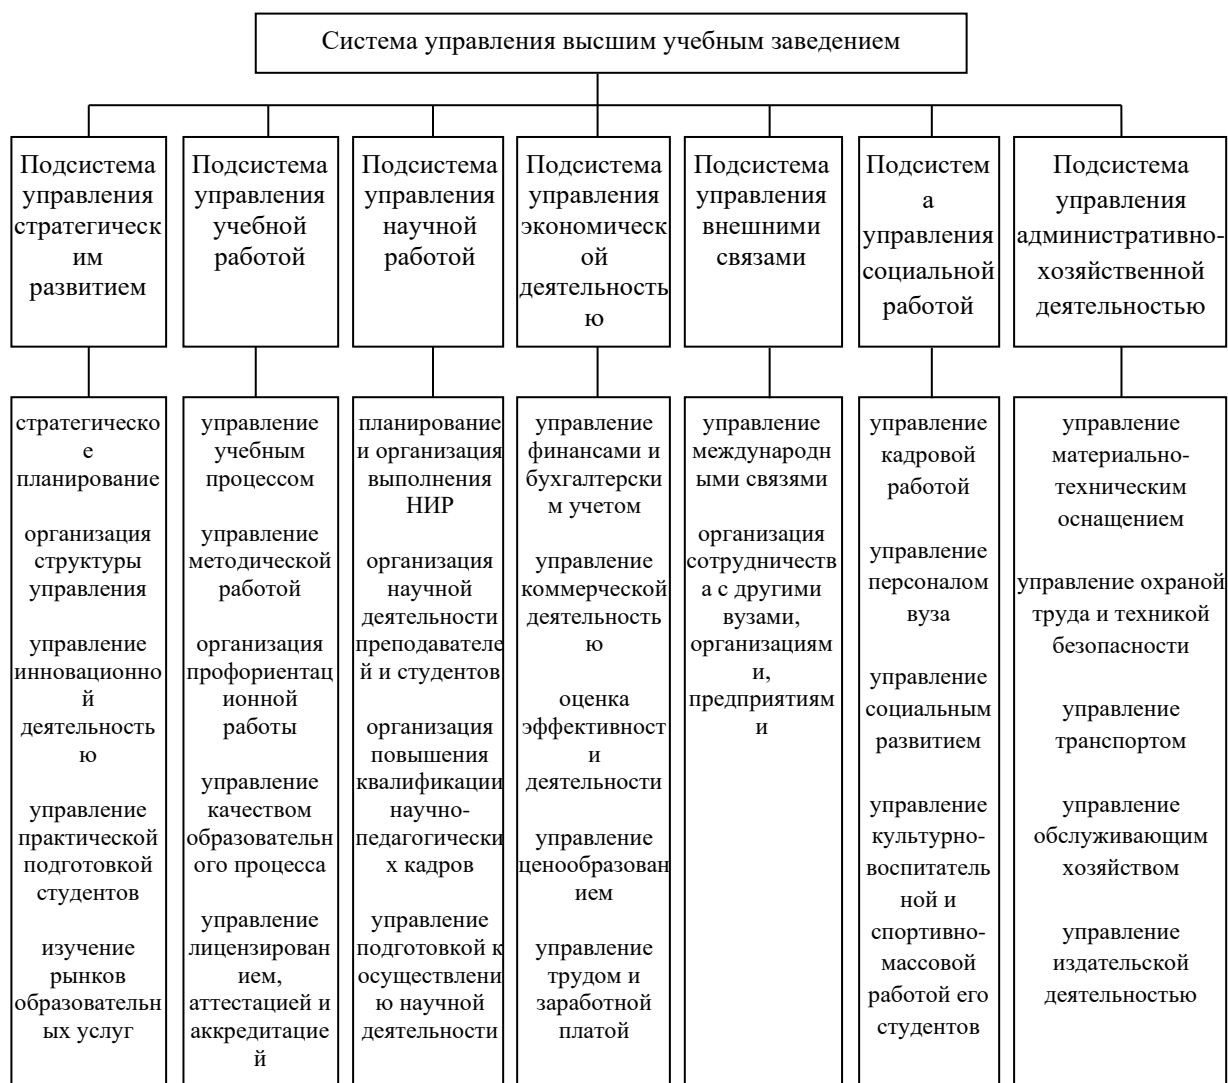 Система управления высшим учебным заведением
Подсистема
управления
стратегическ
им
развитием
Подсистема
управления
учебной
работой
Подсистема
управления
научной
работой
Подсистема
управления
экономическ
ой
деятельность
ю
Подсистема
управления
внешними
связами
Подсистем
а
управления
социальной
работой
Подсистема
управления
административно-
хозяйственной
деятельностью
стратегическо
е
планирование
организация
структуры
управления
управление
инновационно
й
деятельность
ю
управление
практической
подготовкой
студентов
изучение
рынков
образовательн
ых услуг
управление
учебным
процессом
управление
методической
работой
организация
профориентац
ионной
работы
управление
качеством
образовательн
ого процесса
управление
лицензирован
ием,
аттестацией и
аккредитацие
й
планирование
и организация
выполнения
НИР
организация
научной
деятельности
преподавателе
й и студентов
организация
повышения
квалификации
научно-
педагогически
х кадров
управление
подготовкой к
осуществлени
ю научной
деятельности
управление
финансами и
бухгалтерски
м учетом
управление
коммерческой
деятельность
ю
оценка
эффективност
и
деятельности
управление
ценообразован
ием
управление
трудом и
заработной
платой
управление
международн
ыми связями
организация
сотрудничеств
а с другими
вузами,
организациям
и,
предприятиям
и
управление
кадровой
работой
управление
персоналом
вуза
управление
социальным
развитием
управление
культурно-
воспитатель
ной и
спортивно-
массовой
работой его
студентов
управление
материально-
техническим
оснащением
управление охраной
труда и техникой
безопасности
управление
транспортом
управление
обслуживающим
хозяйством
управление
издательской
деятельностью